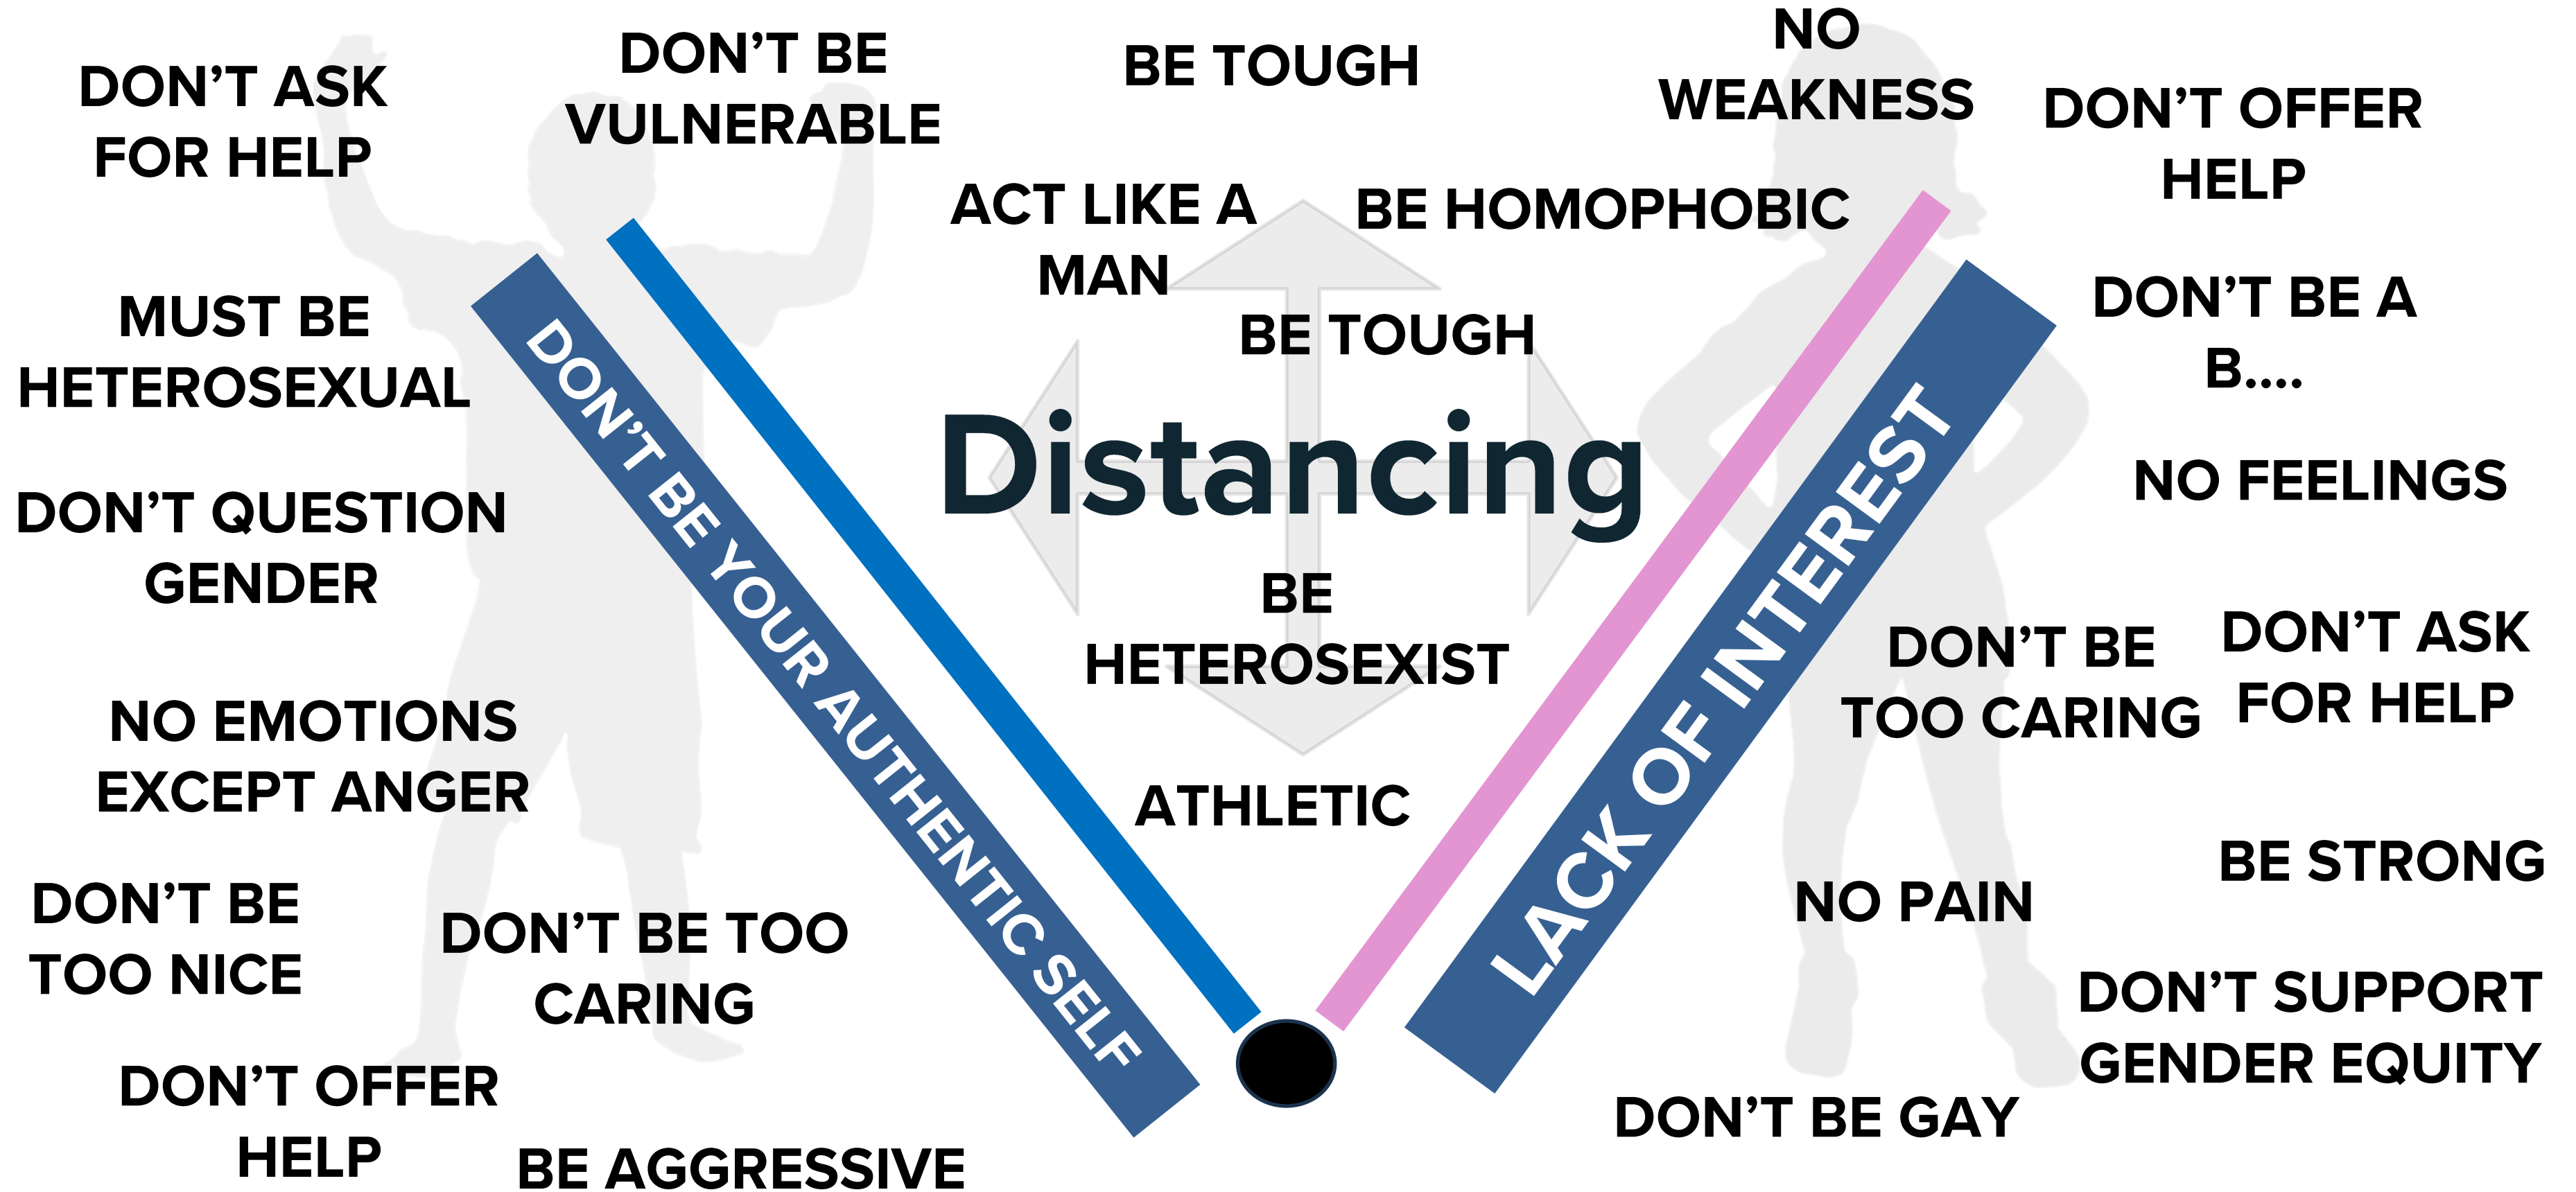 DON'T ASK
FOR HELP
DON'T BE
VULNERABLE
BE TOUGH
NO
WEAKNESS
DON'T OFFER
HELP
ACT LIKE A
MAN
BE HOMOPHOBIC
MUST BE
HETEROSEXUAL
BE TOUGH
DON'T BE A
B....
Distancing
DON'T QUESTION
GENDER
NO FEELINGS
DON'T BE YOUR AUTHENTIC SELF
LACK OF INTEREST
BE
HETEROSEXIST
DON'T BE
TOO CARING
DON'T ASK
FOR HELP
NO EMOTIONS
EXCEPT ANGER
ATHLETIC
BE STRONG
DON'T BE
TOO NICE
DON'T BE TOO
CARING
NO PAIN
DON'T SUPPORT
GENDER EQUITY
DON'T OFFER
HELP
BE AGGRESSIVE
DON'T BE GAY